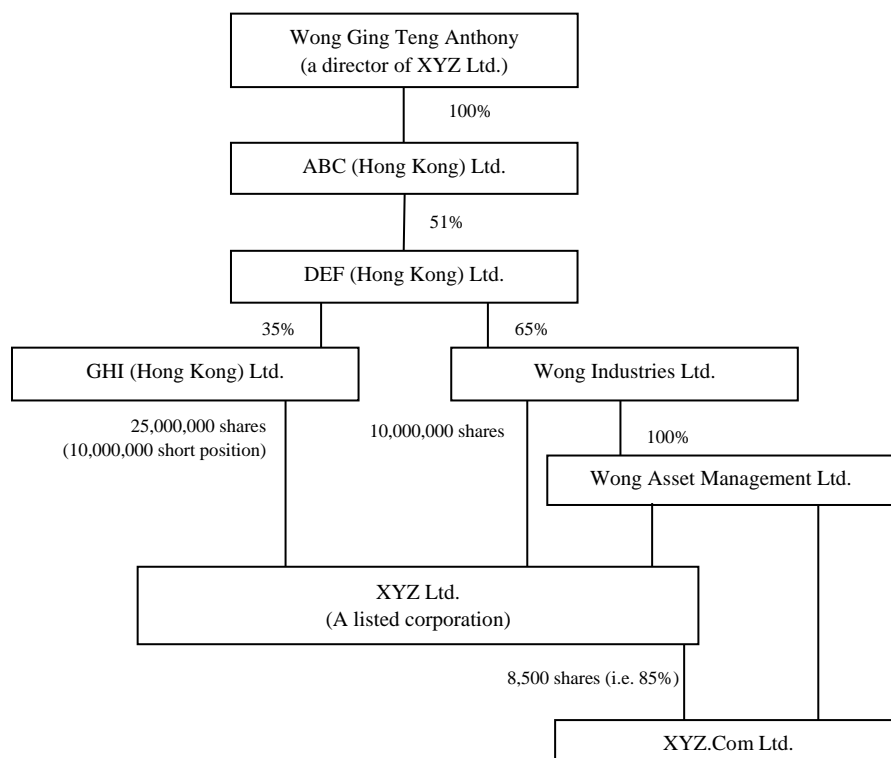 Wong Ging Teng Anthony
(a director of XYZ Ltd.)
100%
ABC (Hong Kong) Ltd.
51%
DEF (Hong Kong) Ltd.
35%
65%
GHI (Hong Kong) Ltd.
Wong Industries Ltd.
25,000,000 shares
(10,000,000 short position)
10,000,000 shares
100%
Wong Asset Management Ltd.
XYZ Ltd.
(A listed corporation)
8,500 shares (i.e. 85%)
XYZ.Com Ltd.